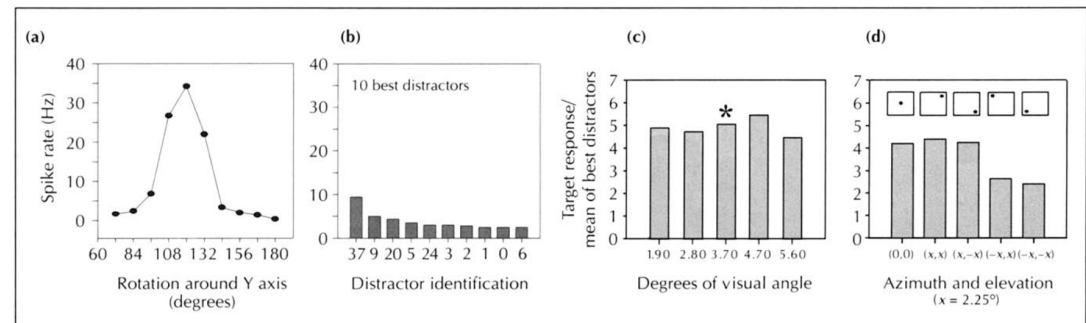 (a)
40
30
20
10
0
Spike rate (Hz)
60 84 108 132 156 180
Rotation around Y axis
(degrees)
(b)
40
30
20
10
0
10 best distractors
37 9 20 5 24 3 2 1 0 6
Distractor identification
(c)
7
6
5
4
3
2
1
0
Target response/
mean of best distractors
*
1.90 2.80 3.70 4.70 5.60
Degrees of visual angle
(d)
7
6
5
4
3
2
1
0
(0,0) (x,x) (x,-x) (-x,x) (-x,-x)
Azimuth and elevation
(x = 2.25°)